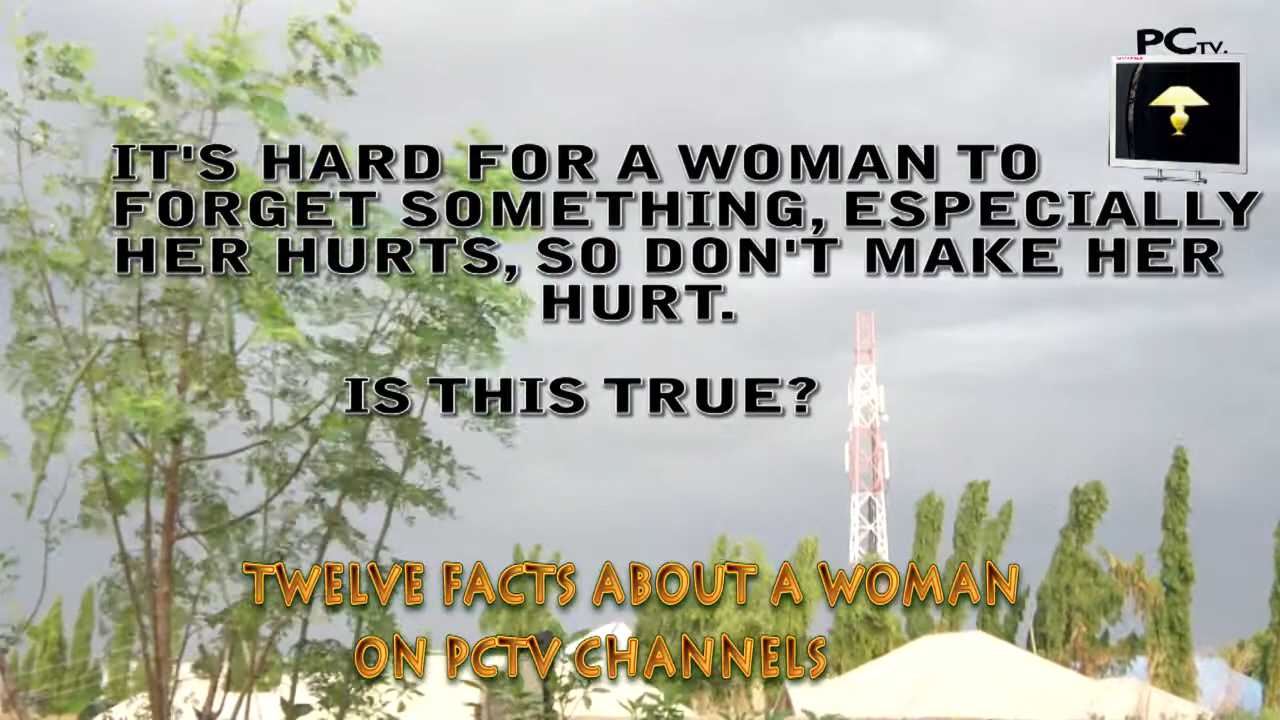 PCTV.
IT'S HARD FOR A WOMAN TO
FORGET SOMETHING, ESPECIALLY
HER HURTS, SO DON'T MAKE HER
HURT.
IS THIS TRUE?
TWELVE FACTS ABOUT A WOMAN
ON PCTV CHANNELS